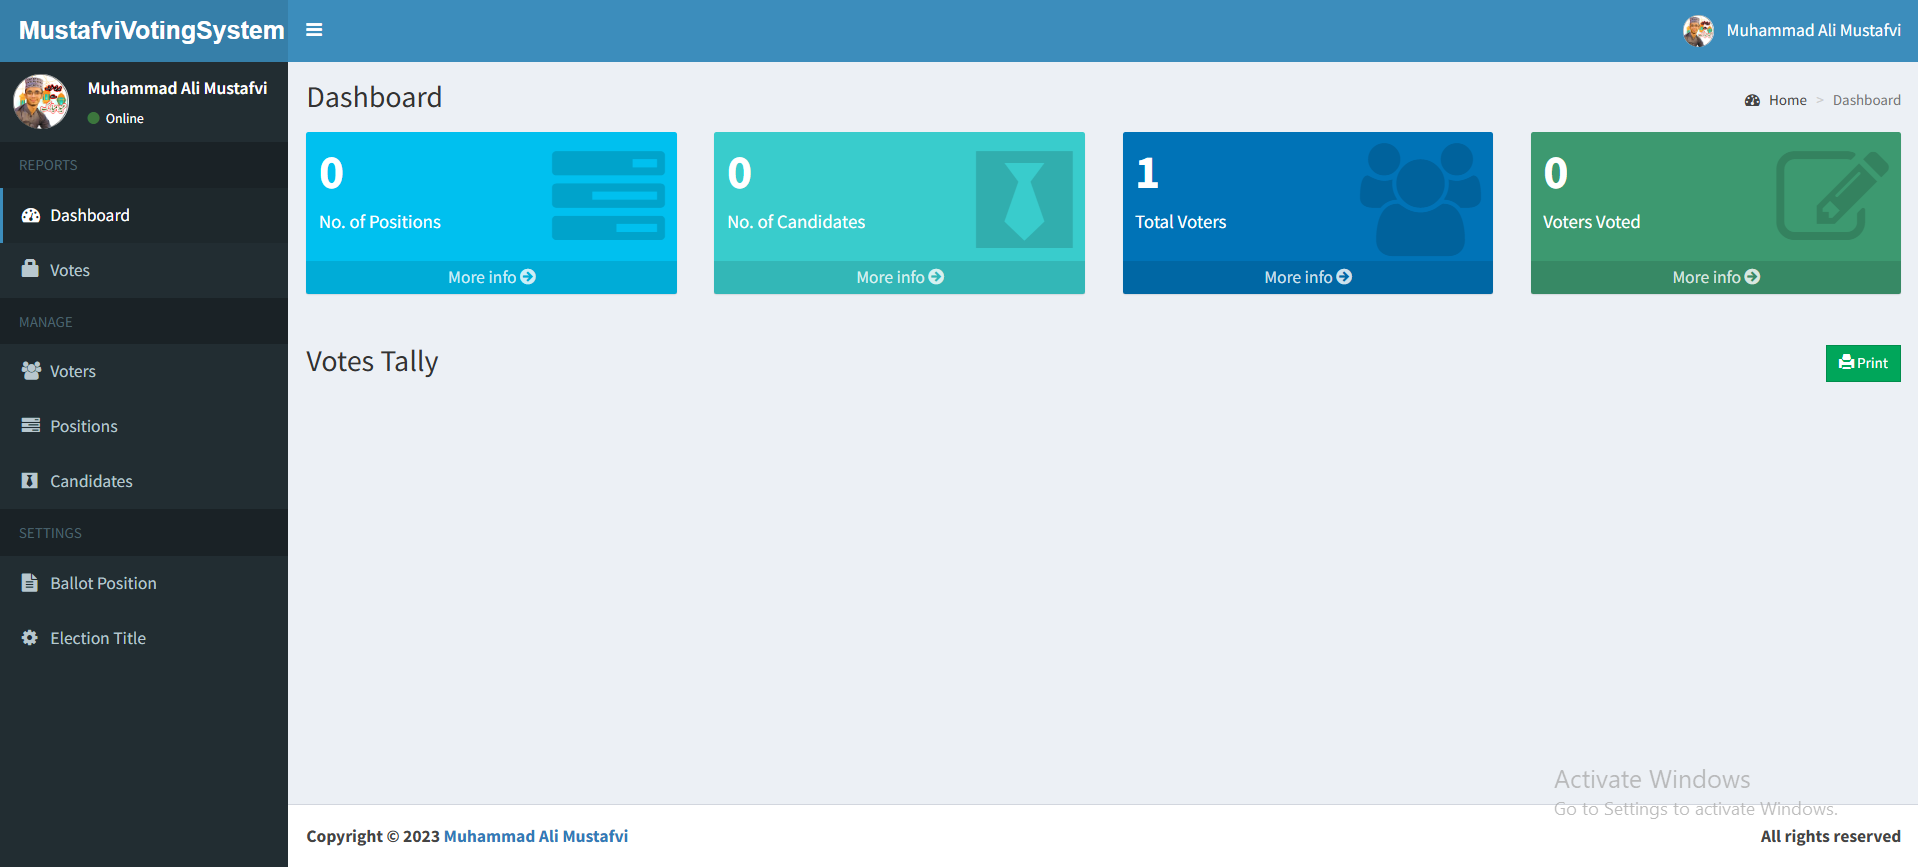 MustafviVotingSystem
Muhammad Ali Mustafvi
Muhammad Ali Mustafvi
Online
REPORTS
Dashboard
Votes
MANAGE
Voters
Positions
Candidates
SETTINGS
Ballot Position
Election Title
Dashboard
Home > Dashboard
0
No. of Positions
More info
0
No. of Candidates
More info
1
Total Voters
More info
0
Voters Voted
More info
Votes Tally
Print
Activate Windows
Go to Settings to activate Windows.
Copyright © 2023 Muhammad Ali Mustafvi
All rights reserved